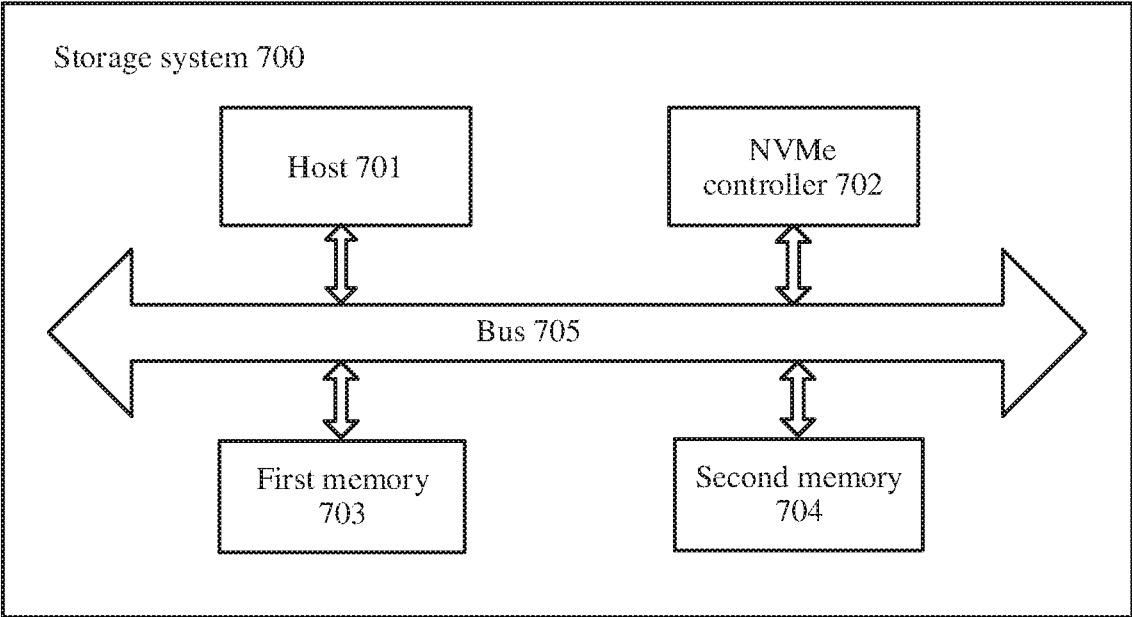 Storage system 700
Host 701
NVMe
controller 702
Bus 705
First memory
703
Second memory
704